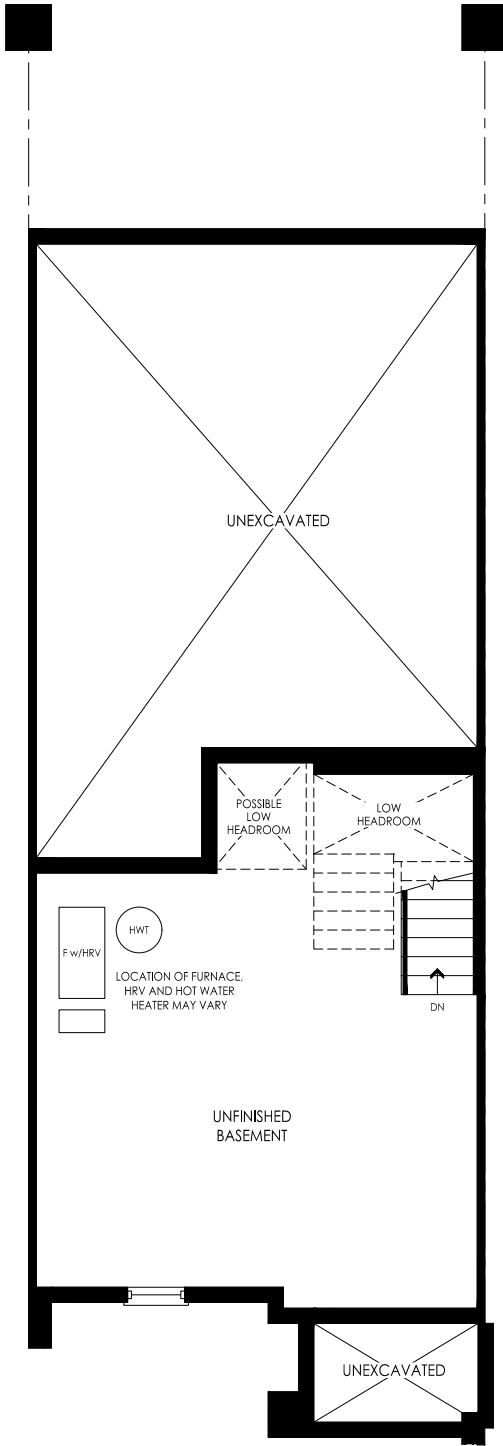 UNEXCAVATED
POSSIBLE
LOW
HEADROOM
LOW
HEADROOM
F w/HRV
HWT
LOCATION OF FURNACE,
HRV AND HOT WATER
HEATER MAY VARY
DN
UNFINISHED
BASEMENT
UNEXCAVATED